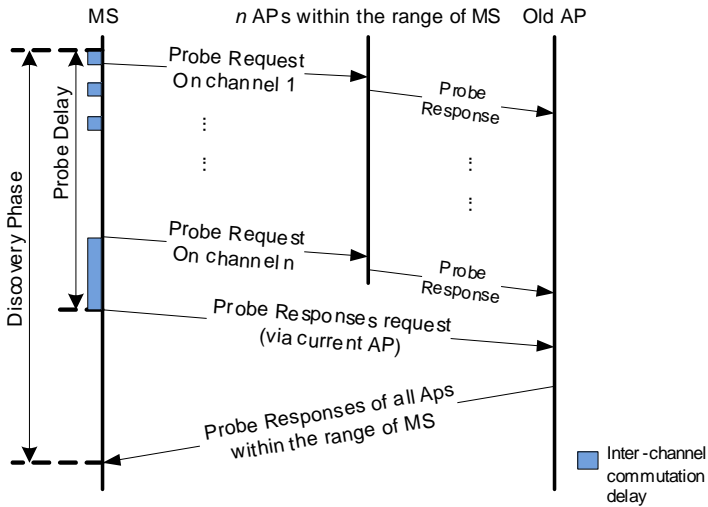 MS
n APs within the range of MS
Old AP
Probe Request
On channel 1
Probe
Response
...
...
...
...
Probe Delay
Discovery Phase
Probe Request
On channel n
Probe
Response
Probe Responses request
(via current AP)
Probe Responses of all Aps
within the range of MS
Inter-channel
commutation
delay